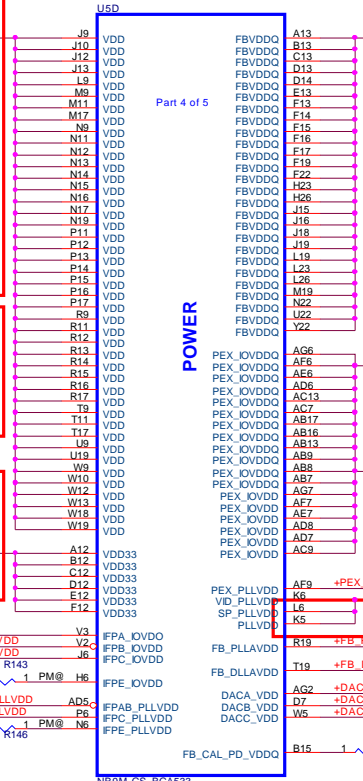 U5D
Part 4 of 5
POWER
J9 VDD
J10 VDD
J12 VDD
J13 VDD
L9 VDD
M9 VDD
M11 VDD
M17 VDD
N9 VDD
N11 VDD
N12 VDD
N13 VDD
N14 VDD
N15 VDD
N16 VDD
N17 VDD
N19 VDD
P11 VDD
P12 VDD
P13 VDD
P14 VDD
P15 VDD
P16 VDD
P17 VDD
R9 VDD
R11 VDD
R12 VDD
R13 VDD
R14 VDD
R15 VDD
R16 VDD
R17 VDD
T9 VDD
T11 VDD
T17 VDD
U9 VDD
U19 VDD
W9 VDD
W10 VDD
W12 VDD
W13 VDD
W18 VDD
W19 VDD
A12 VDD33
B12 VDD33
C12 VDD33
D12 VDD33
E12 VDD33
F12 VDD33
V3 IFPA_IOVDD
VDD V2 IFPB_IOVDD
J6 IFPC_IOVDD
R143
1 PM@ H6 IFPE_IOVDD
PLLVDD AD5 IFPAB_PLLVDD
LVDD P6 IFPC_PLLVDD
1 PM@ N6 IFPE_PLLVDD
R146
FBVDDQ A13
FBVDDQ B13
FBVDDQ C13
FBVDDQ D13
FBVDDQ D14
FBVDDQ E13
FBVDDQ F13
FBVDDQ F14
FBVDDQ F15
FBVDDQ F16
FBVDDQ F17
FBVDDQ F19
FBVDDQ F22
FBVDDQ H23
FBVDDQ H26
FBVDDQ J15
FBVDDQ J16
FBVDDQ J18
FBVDDQ J19
FBVDDQ L19
FBVDDQ L23
FBVDDQ L26
FBVDDQ M19
FBVDDQ N22
FBVDDQ U22
FBVDDQ Y22
PEX_IOVDDQ AG6
PEX_IOVDDQ AF6
PEX_IOVDDQ AE6
PEX_IOVDDQ AD6
PEX_IOVDDQ AC13
PEX_IOVDDQ AC7
PEX_IOVDDQ AB17
PEX_IOVDDQ AB16
PEX_IOVDDQ AB13
PEX_IOVDDQ AB9
PEX_IOVDDQ AB8
PEX_IOVDDQ AB7
PEX_IOVDD AG7
PEX_IOVDD AF7
PEX_IOVDD AE7
PEX_IOVDD AD8
PEX_IOVDD AD7
PEX_IOVDD AC9
PEX_PLLVDD AF9 +PEX_
VID_PLLVDD K6
SP_PLLVDD L6
PLLVDD K5
FB_PLLAVDD R19 +FB_
FB_DLLAVDD T19 +FB_
DACA_VDD AG2 +DAC
DACB_VDD D7 +DAC
DACC_VDD W5 +DAC
FB_CAL_PD_VDDQ B15 1